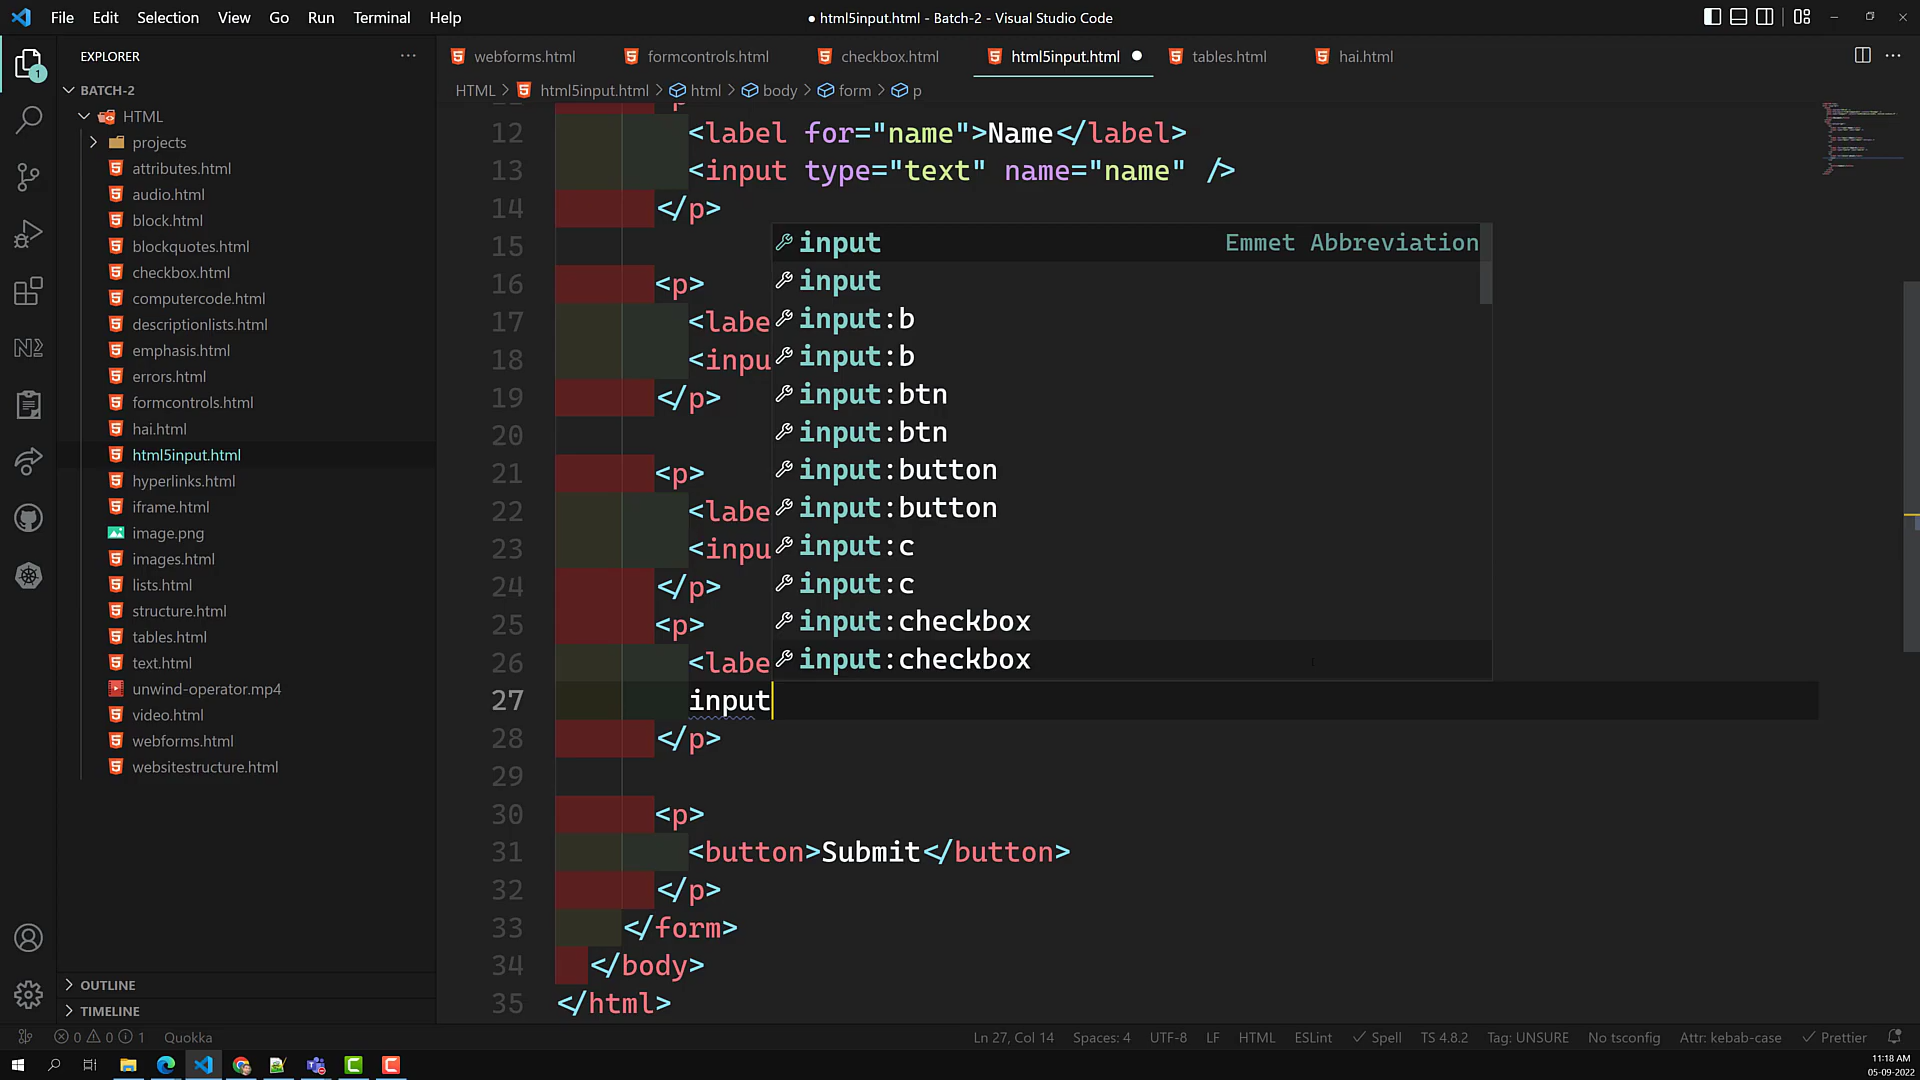 File Edit Selection View Go Run Terminal Help
● html5input.html - Batch-2 - Visual Studio Code
EXPLORER
BATCH-2
HTML
projects
attributes.html
audio.html
block.html
blockquotes.html
checkbox.html
computercode.html
descriptionlists.html
emphasis.html
errors.html
formcontrols.html
hai.html
html5input.html
hyperlinks.html
iframe.html
image.png
images.html
lists.html
structure.html
tables.html
text.html
unwind-operator.mp4
video.html
webforms.html
websitestructure.html
OUTLINE
TIMELINE
1
webforms.html formcontrols.html checkbox.html html5input.html tables.html hai.html
HTML > html5input.html > html > body > form > p
12 <label for="name">Name</label>
13 <input type="text" name="name" />
14 </p>
15
16 <p>
17 <labe
18 <inpu
19 </p>
20
21 <p>
22 <labe
23 <inpu
24 </p>
25 <p>
26 <labe
27 input
28 </p>
29
30 <p>
31 <button>Submit</button>
32 </p>
33 </form>
34 </body>
35 </html>
input Emmet Abbreviation
input
input:b
input:b
input:btn
input:btn
input:button
input:button
input:c
input:c
input:checkbox
input:checkbox
0 0 1 Quokka Ln 27, Col 14 Spaces: 4 UTF-8 LF HTML ESLint Spell TS 4.8.2 Tag: UNSURE No tsconfig Attr: kebab-case Prettier
11:18 AM
05-09-2022